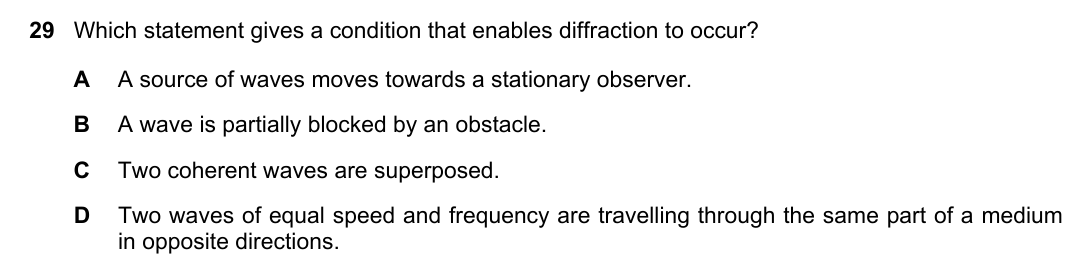 29 Which statement gives a condition that enables diffraction to occur?
A A source of waves moves towards a stationary observer.
B A wave is partially blocked by an obstacle.
C Two coherent waves are superposed.
D Two waves of equal speed and frequency are travelling through the same part of a medium
in opposite directions.